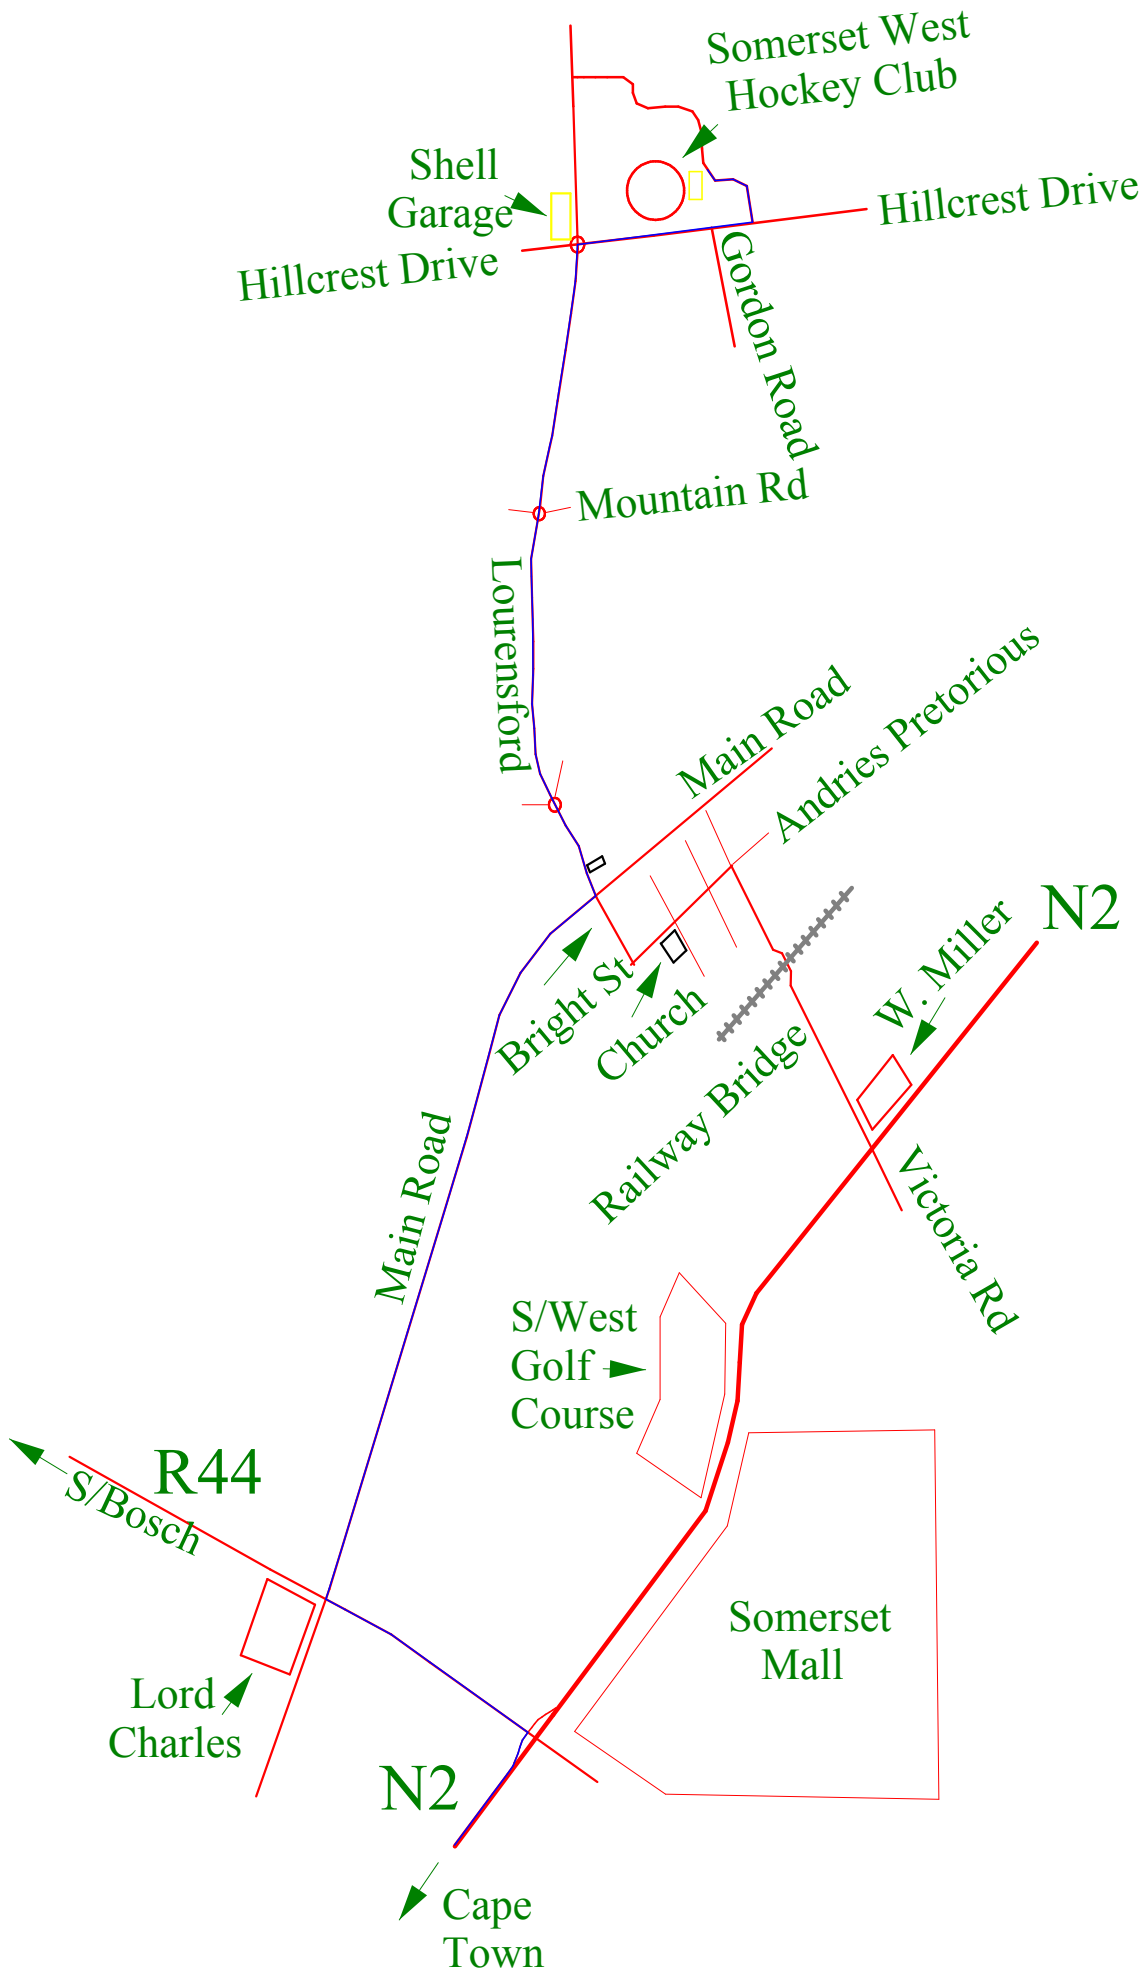 Somerset West
Hockey Club
Shell
Garage
Hillcrest Drive
Hillcrest Drive
Gordon Road
Mountain Rd
Lourensford
Main Road
Andries Pretorious
N2
W. Miller
Bright St
Church
Railway Bridge
Main Road
Victoria Rd
S/West
Golf
Course
R44
S/Bosch
Somerset
Mall
Lord
Charles
N2
Cape
Town